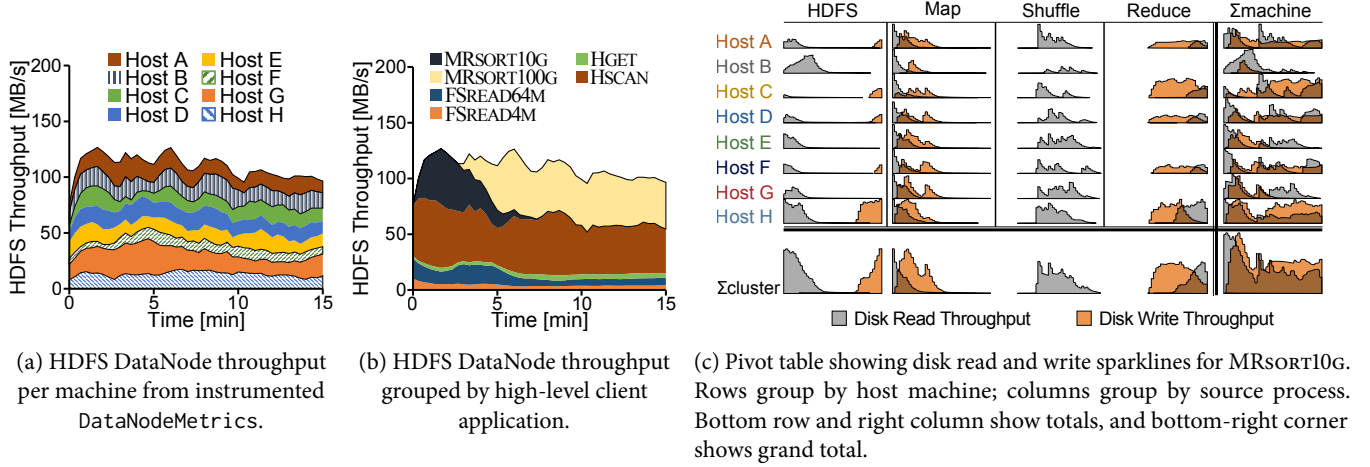 HDFS Throughput [MB/s]
200
150
100
50
0
Host A
Host B
Host C
Host D
Host E
Host F
Host G
Host H
0 5 10 15
Time [min]
(a) HDFS DataNode throughput
per machine from instrumented
DataNodeMetrics.
HDFS Throughput [MB/s]
200
150
100
50
0
MRSORT10G
MRSORT100G
FSREAD64M
FSREAD4M
HGET
HSCAN
0 5 10 15
Time [min]
(b) HDFS DataNode throughput
grouped by high-level client
application.
HDFS Map Shuffle Reduce Σmachine
Host A
Host B
Host C
Host D
Host E
Host F
Host G
Host H
Σcluster
Disk Read Throughput Disk Write Throughput
(c) Pivot table showing disk read and write sparklines for MRSORT10G.
Rows group by host machine; columns group by source process.
Bottom row and right column show totals, and bottom-right corner
shows grand total.